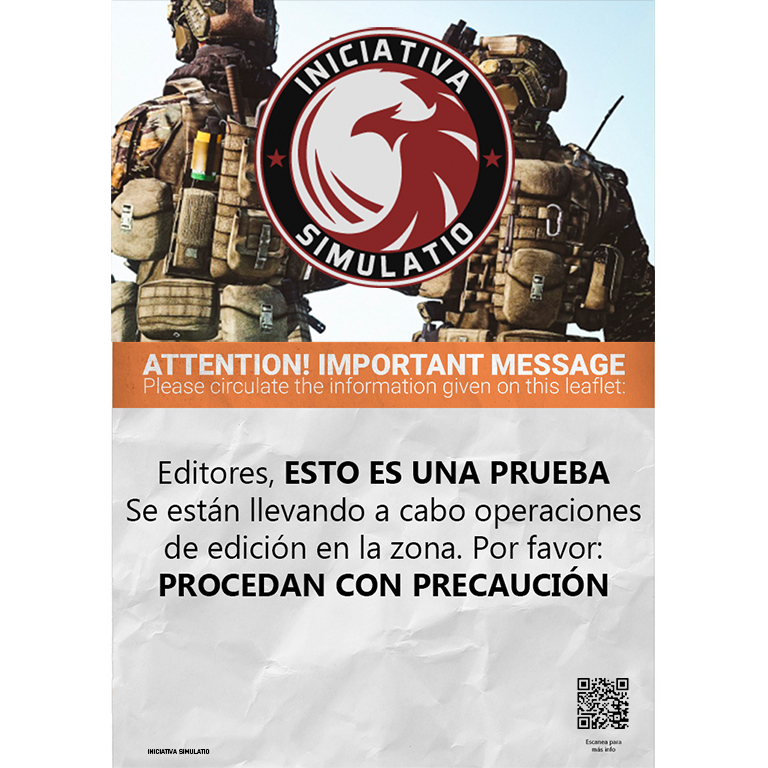 INICIATIVA
SIMULATIO
ATTENTION! IMPORTANT MESSAGE
Please circulate the information given on this leaflet:
Editores, ESTO ES UNA PRUEBA
Se están llevando a cabo operaciones
de edición en la zona. Por favor:
PROCEDAN CON PRECAUCIÓN
Escanea para
más info
INICIATIVA SIMULATIO